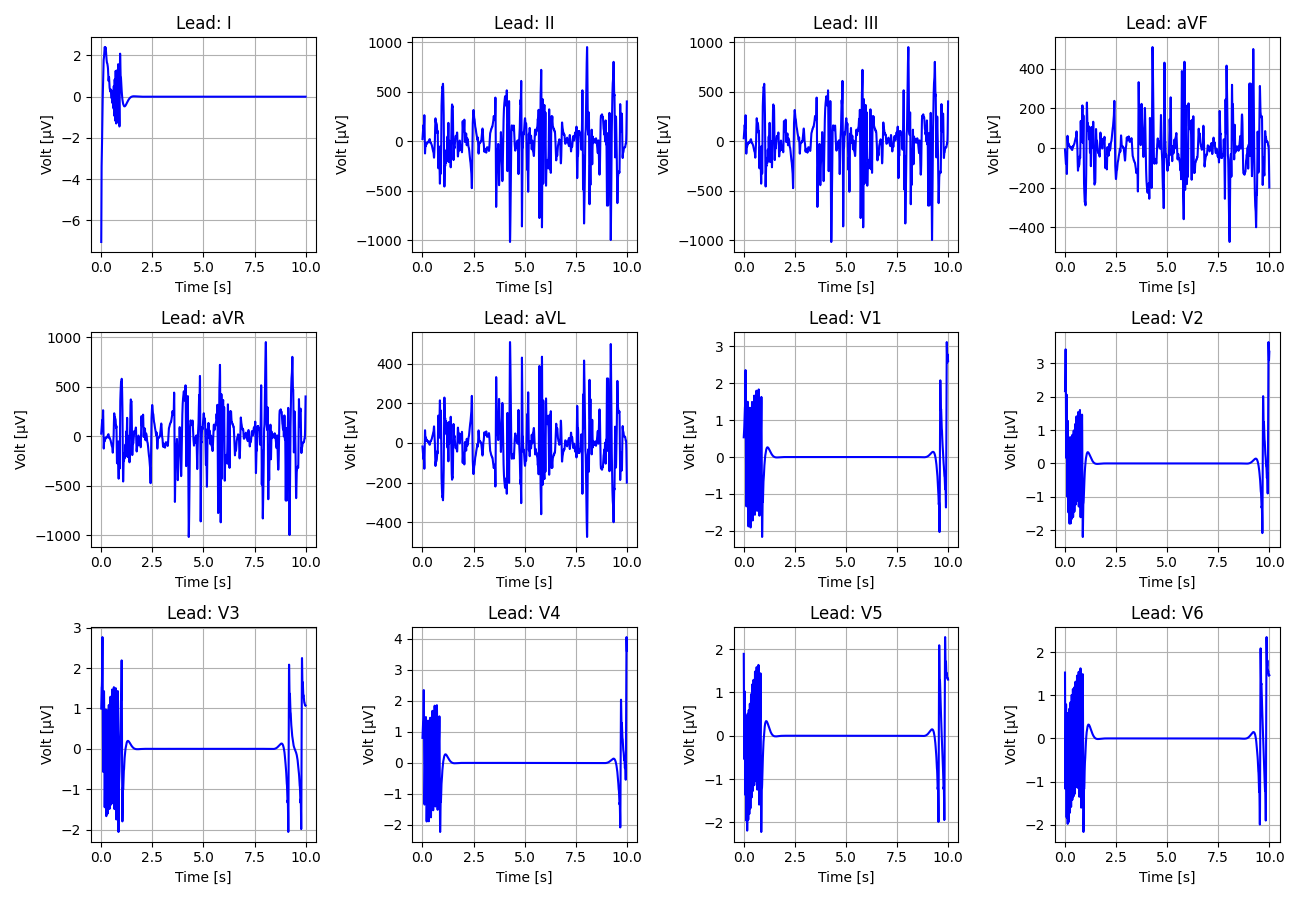 Lead: I
Lead: II
Lead: III
Lead: aVF
Volt [µV]
2
0
−2
−4
−6
0.0 2.5 5.0 7.5 10.0
Time [s]
Volt [µV]
1000
500
0
−500
−1000
0.0 2.5 5.0 7.5 10.0
Time [s]
Volt [µV]
1000
500
0
−500
−1000
0.0 2.5 5.0 7.5 10.0
Time [s]
Volt [µV]
400
200
0
−200
−400
0.0 2.5 5.0 7.5 10.0
Time [s]
Lead: aVR
Lead: aVL
Lead: V1
Lead: V2
Volt [µV]
1000
500
0
−500
−1000
0.0 2.5 5.0 7.5 10.0
Time [s]
Volt [µV]
400
200
0
−200
−400
0.0 2.5 5.0 7.5 10.0
Time [s]
Volt [µV]
3
2
1
0
−1
−2
0.0 2.5 5.0 7.5 10.0
Time [s]
Volt [µV]
3
2
1
0
−1
−2
0.0 2.5 5.0 7.5 10.0
Time [s]
Lead: V3
Lead: V4
Lead: V5
Lead: V6
Volt [µV]
3
2
1
0
−1
−2
0.0 2.5 5.0 7.5 10.0
Time [s]
Volt [µV]
4
3
2
1
0
−1
−2
0.0 2.5 5.0 7.5 10.0
Time [s]
Volt [µV]
2
1
0
−1
−2
0.0 2.5 5.0 7.5 10.0
Time [s]
Volt [µV]
2
1
0
−1
−2
0.0 2.5 5.0 7.5 10.0
Time [s]